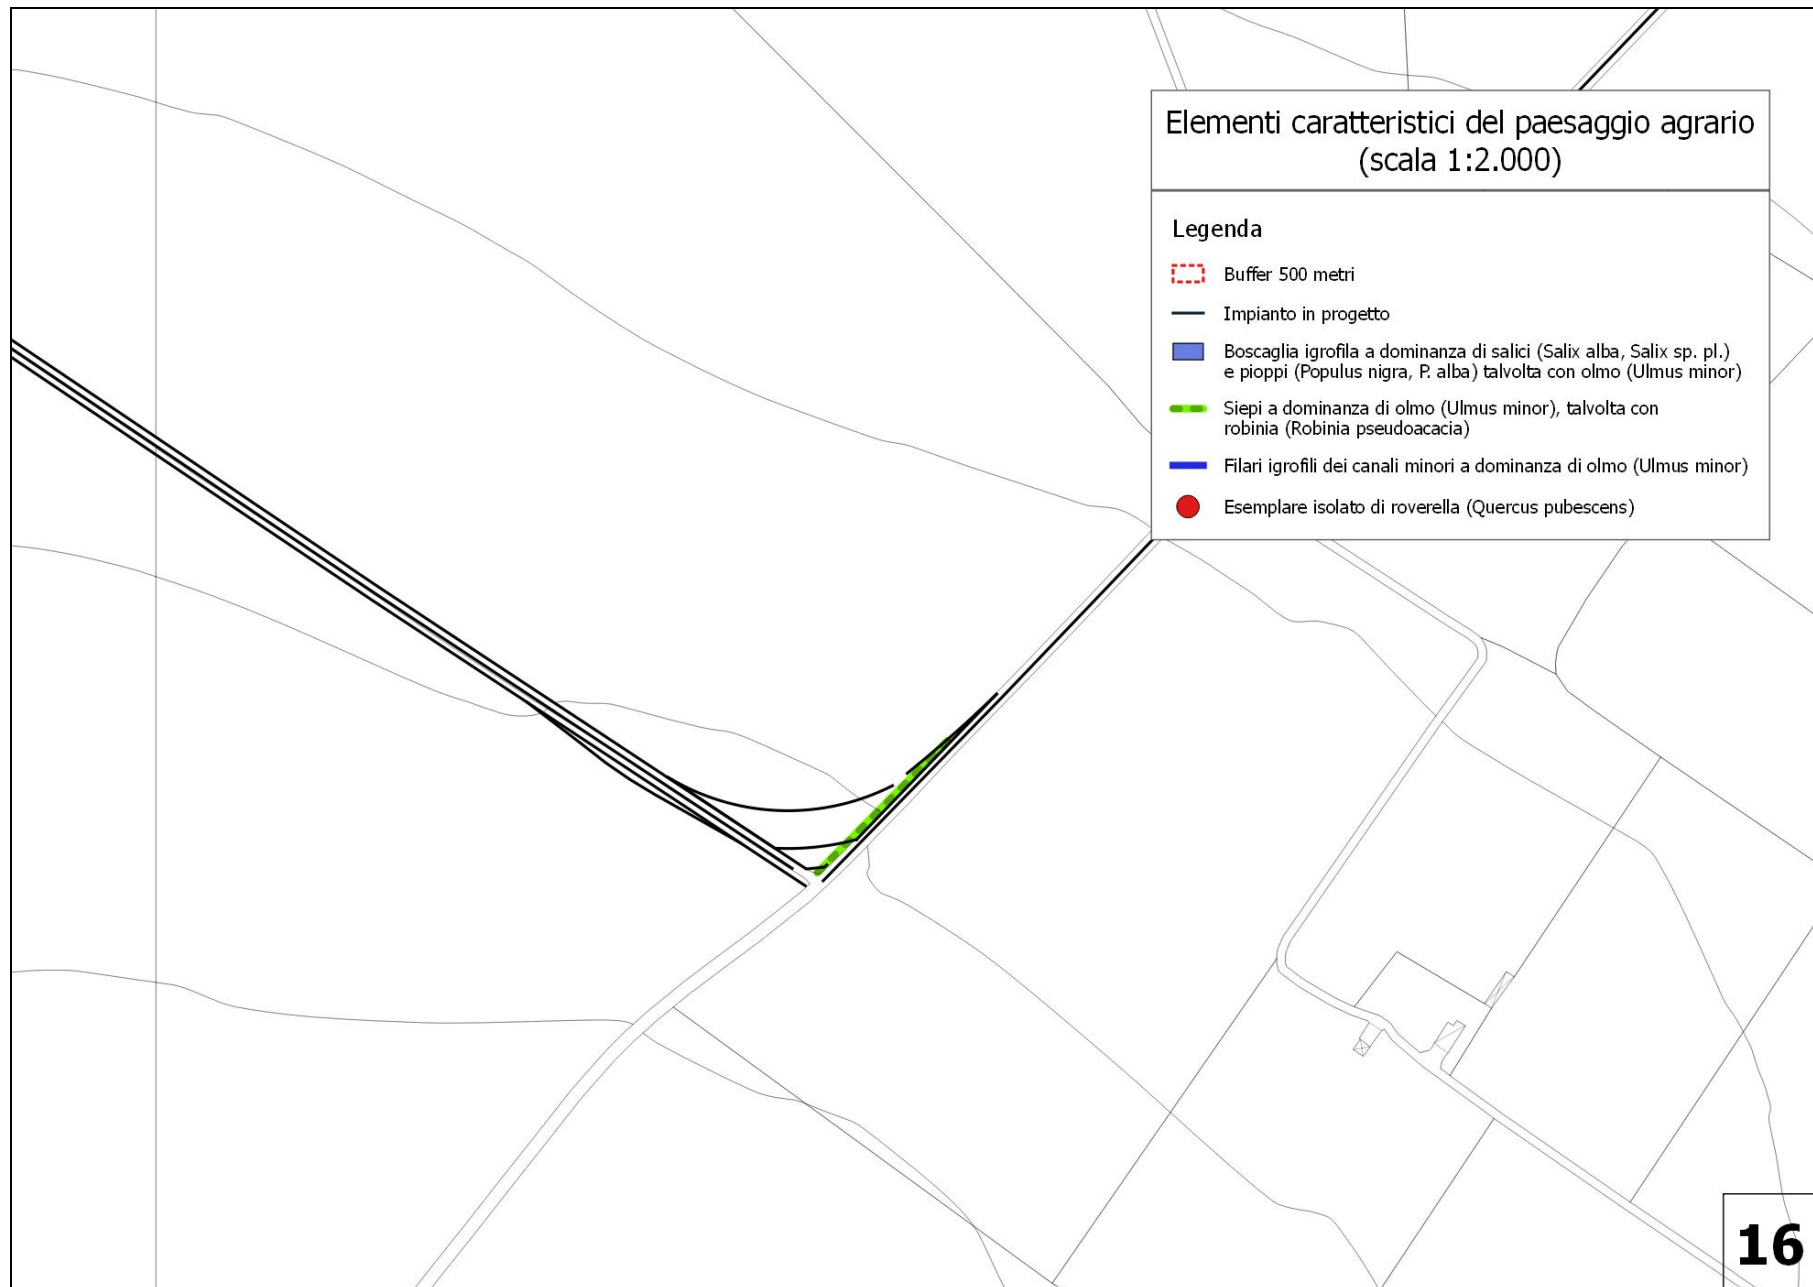 Elementi caratteristici del paesaggio agrario
(scala 1:2.000)
Legenda
Buffer 500 metri
Impianto in progetto
Boscaglia igrofila a dominanza di salici (Salix alba, Salix sp. pl.)
e pioppi (Populus nigra, P. alba) talvolta con olmo (Ulmus minor)
Siepi a dominanza di olmo (Ulmus minor), talvolta con
robinia (Robinia pseudoacacia)
Filari igrofili dei canali minori a dominanza di olmo (Ulmus minor)
Esemplare isolato di roverella (Quercus pubescens)
16